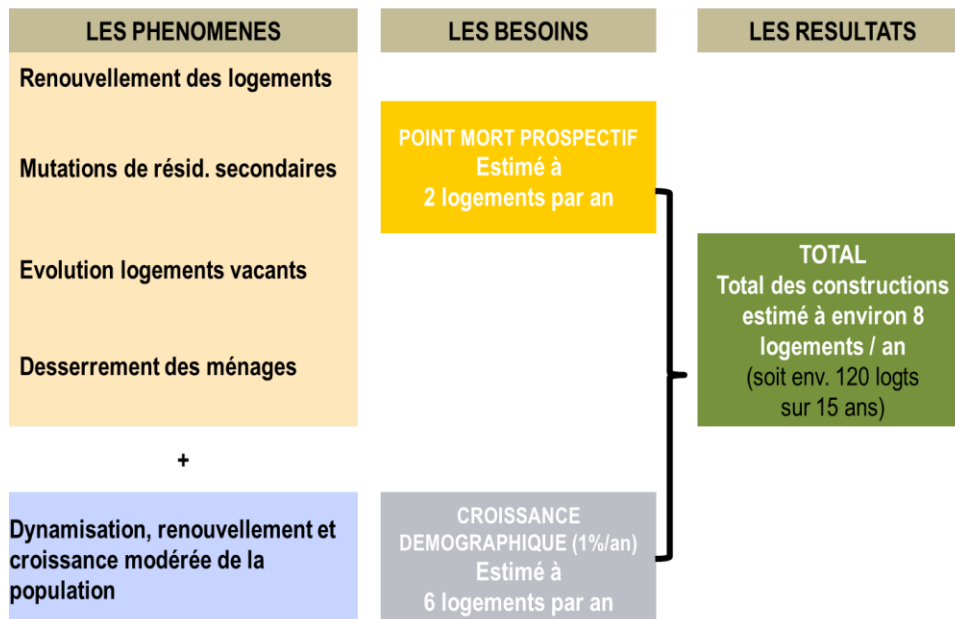 LES PHENOMENES
LES BESOINS
LES RESULTATS
Renouvellement des logements
Mutations de résid. secondaires
Evolution logements vacants
Desserrement des ménages
POINT MORT PROSPECTIF
Estimé à
2 logements par an
TOTAL
Total des constructions
estimé à environ 8
logements / an
(soit env. 120 logts
sur 15 ans)
+
Dynamisation, renouvellement et
croissance modérée de la
population
CROISSANCE
DEMOGRAPHIQUE (1%/an)
Estimé à
6 logements par an